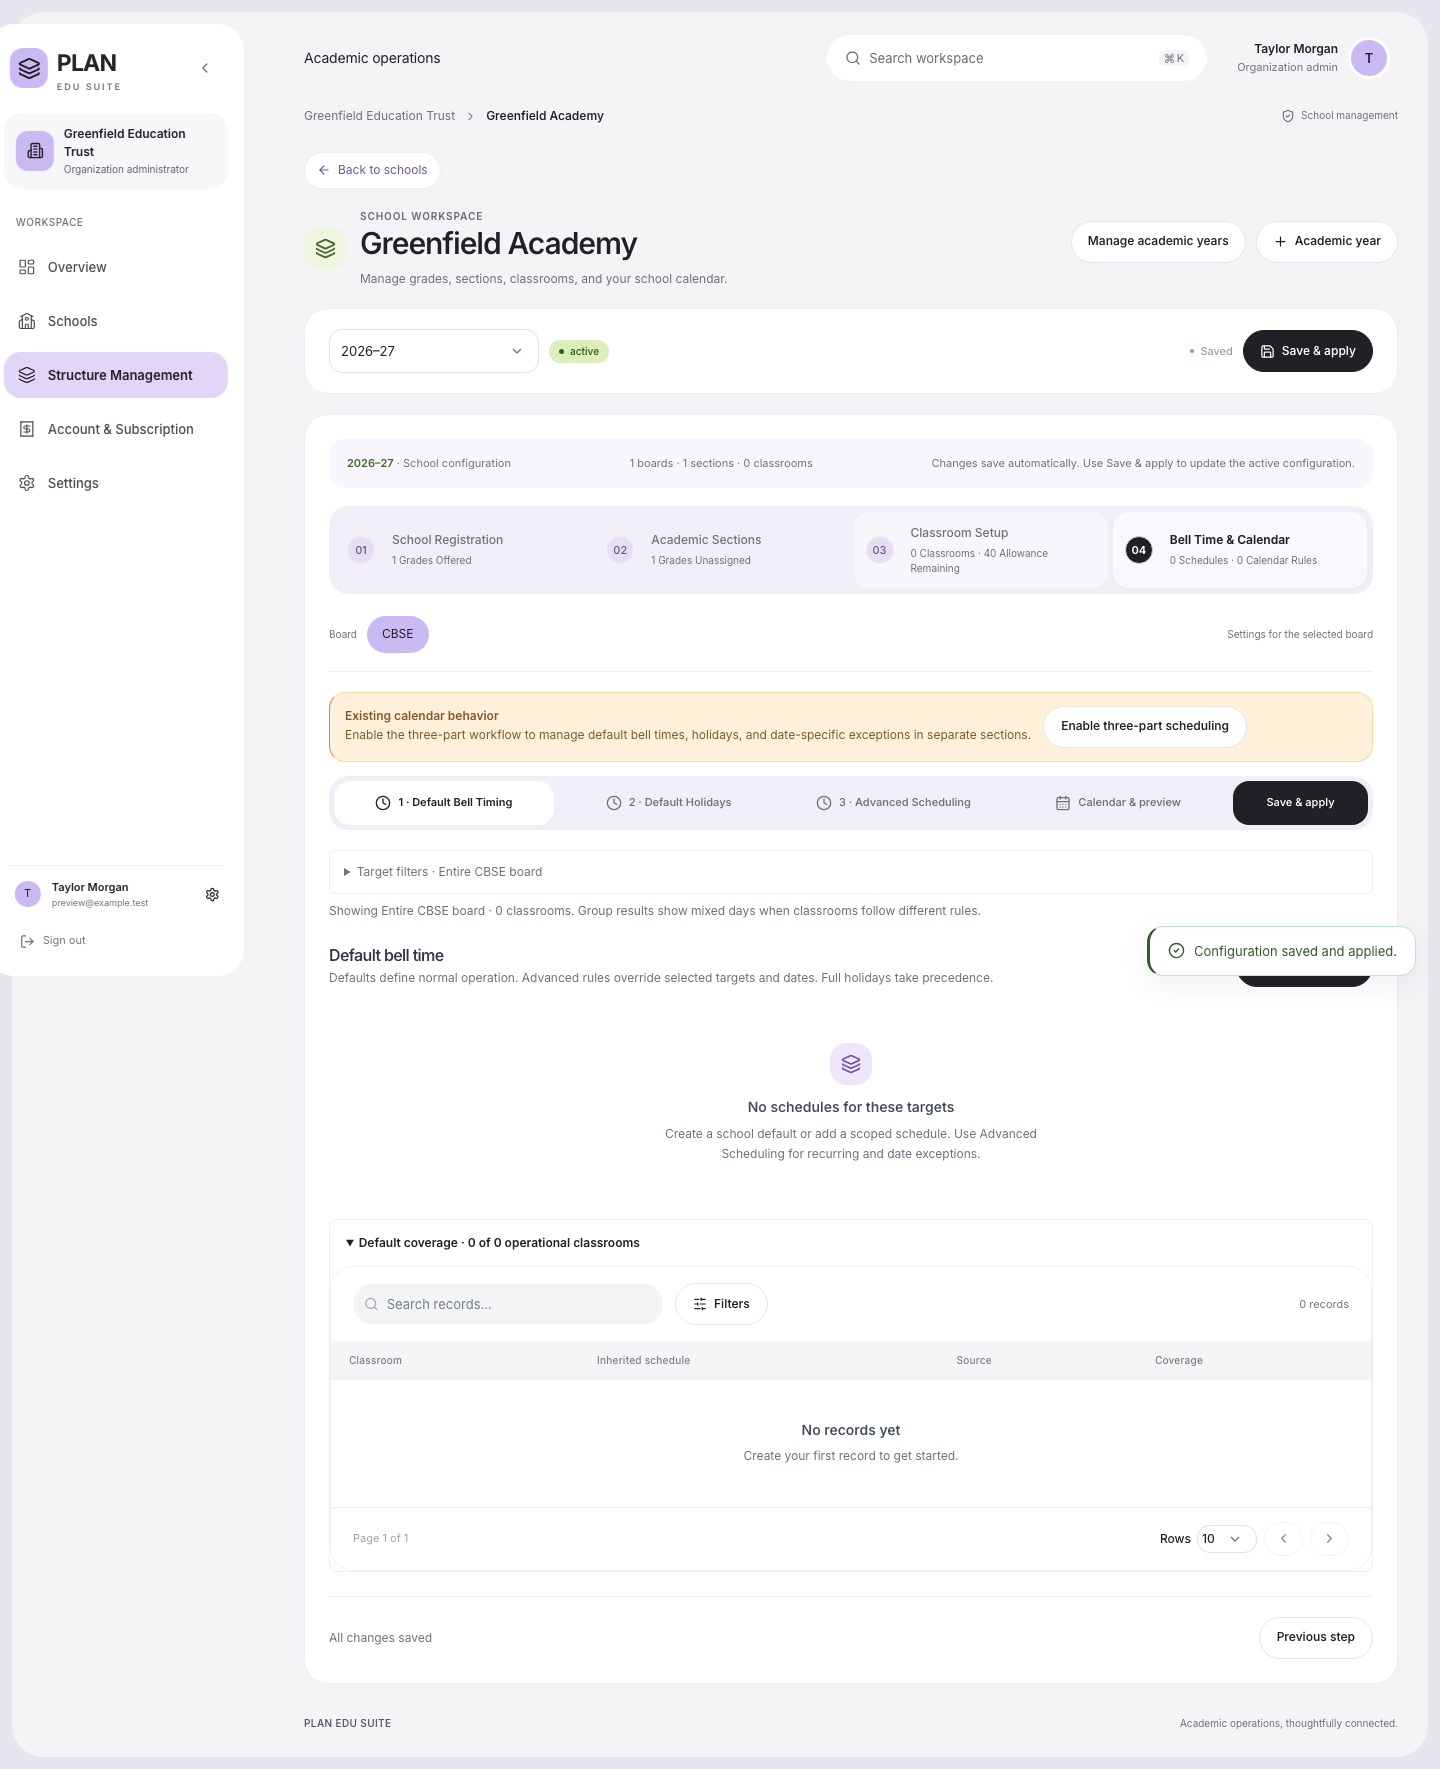 PLAN
EDU SUITE
Greenfield Education
Trust
Organization administrator
WORKSPACE
Overview
Schools
Structure Management
Account & Subscription
Settings
T
Taylor Morgan
preview@example.test
Sign out
Academic operations
Search workspace
⌘K
Taylor Morgan
Organization admin
T
Greenfield Education Trust > Greenfield Academy
School management
Back to schools
SCHOOL WORKSPACE
Greenfield Academy
Manage grades, sections, classrooms, and your school calendar.
Manage academic years
+ Academic year
2026–27
active
Saved
Save & apply
2026–27 · School configuration
1 boards · 1 sections · 0 classrooms
Changes save automatically. Use Save & apply to update the active configuration.
01
School Registration
1 Grades Offered
02
Academic Sections
1 Grades Unassigned
03
Classroom Setup
0 Classrooms · 40 Allowance
Remaining
04
Bell Time & Calendar
0 Schedules · 0 Calendar Rules
Board
CBSE
Settings for the selected board
Existing calendar behavior
Enable the three-part workflow to manage default bell times, holidays, and date-specific exceptions in separate sections.
Enable three-part scheduling
1 · Default Bell Timing
2 · Default Holidays
3 · Advanced Scheduling
Calendar & preview
Save & apply
Target filters · Entire CBSE board
Showing Entire CBSE board · 0 classrooms. Group results show mixed days when classrooms follow different rules.
Default bell time
Defaults define normal operation. Advanced rules override selected targets and dates. Full holidays take precedence.
Configuration saved and applied.
No schedules for these targets
Create a school default or add a scoped schedule. Use Advanced
Scheduling for recurring and date exceptions.
Default coverage · 0 of 0 operational classrooms
Search records...
Filters
0 records
Classroom
Inherited schedule
Source
Coverage
No records yet
Create your first record to get started.
Page 1 of 1
Rows
10
All changes saved
Previous step
PLAN EDU SUITE
Academic operations, thoughtfully connected.